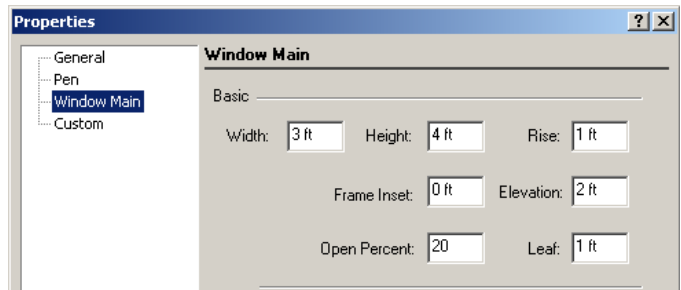 Properties
General
Pen
Window Main
Custom
Window Main
Basic
Width: 3 ft Height: 4 ft Rise: 1 ft
Frame Inset: 0 ft Elevation: 2 ft
Open Percent: 20 Leaf: 1 ft